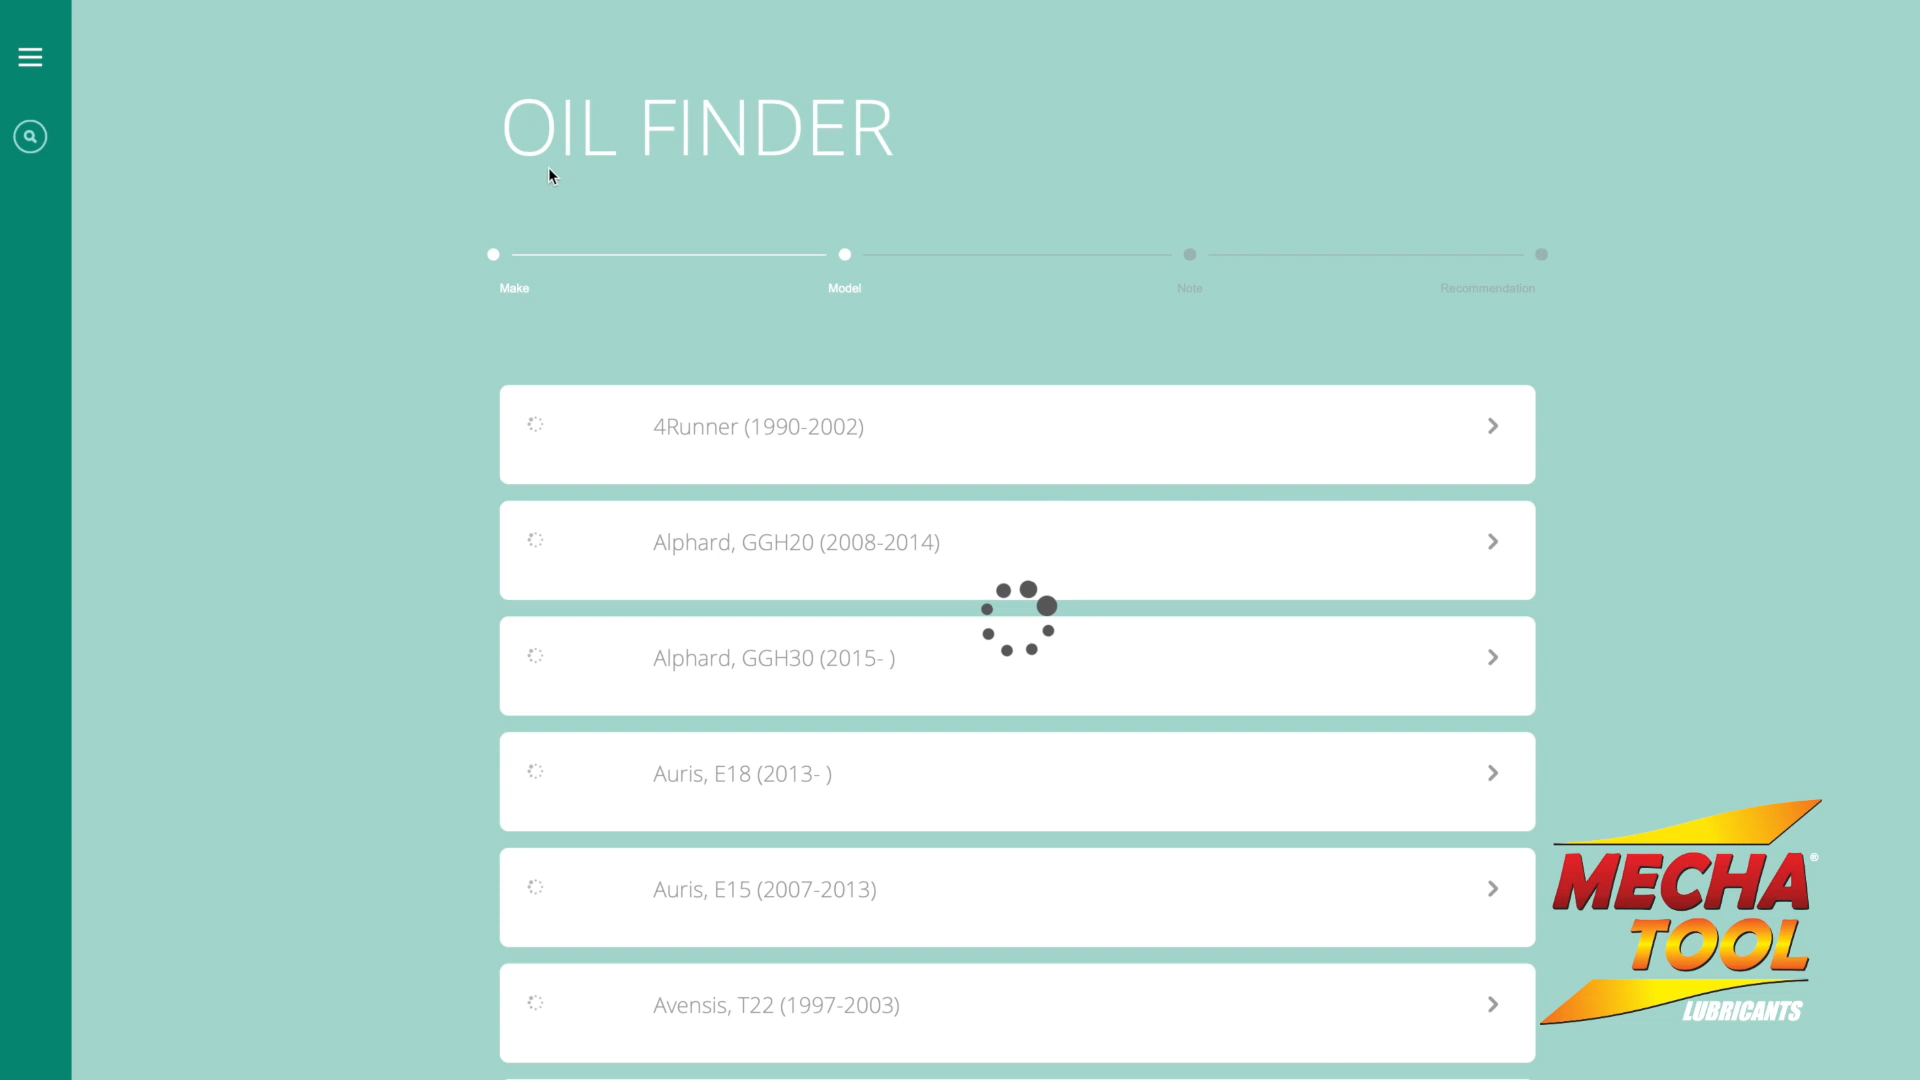 OIL FINDER
Make
Model
Note
Recommendation
4Runner (1990-2002)
Alphard, GGH20 (2008-2014)
Alphard, GGH30 (2015- )
Auris, E18 (2013- )
Auris, E15 (2007-2013)
Avensis, T22 (1997-2003)
MECHA®
TOOL
LUBRICANTS